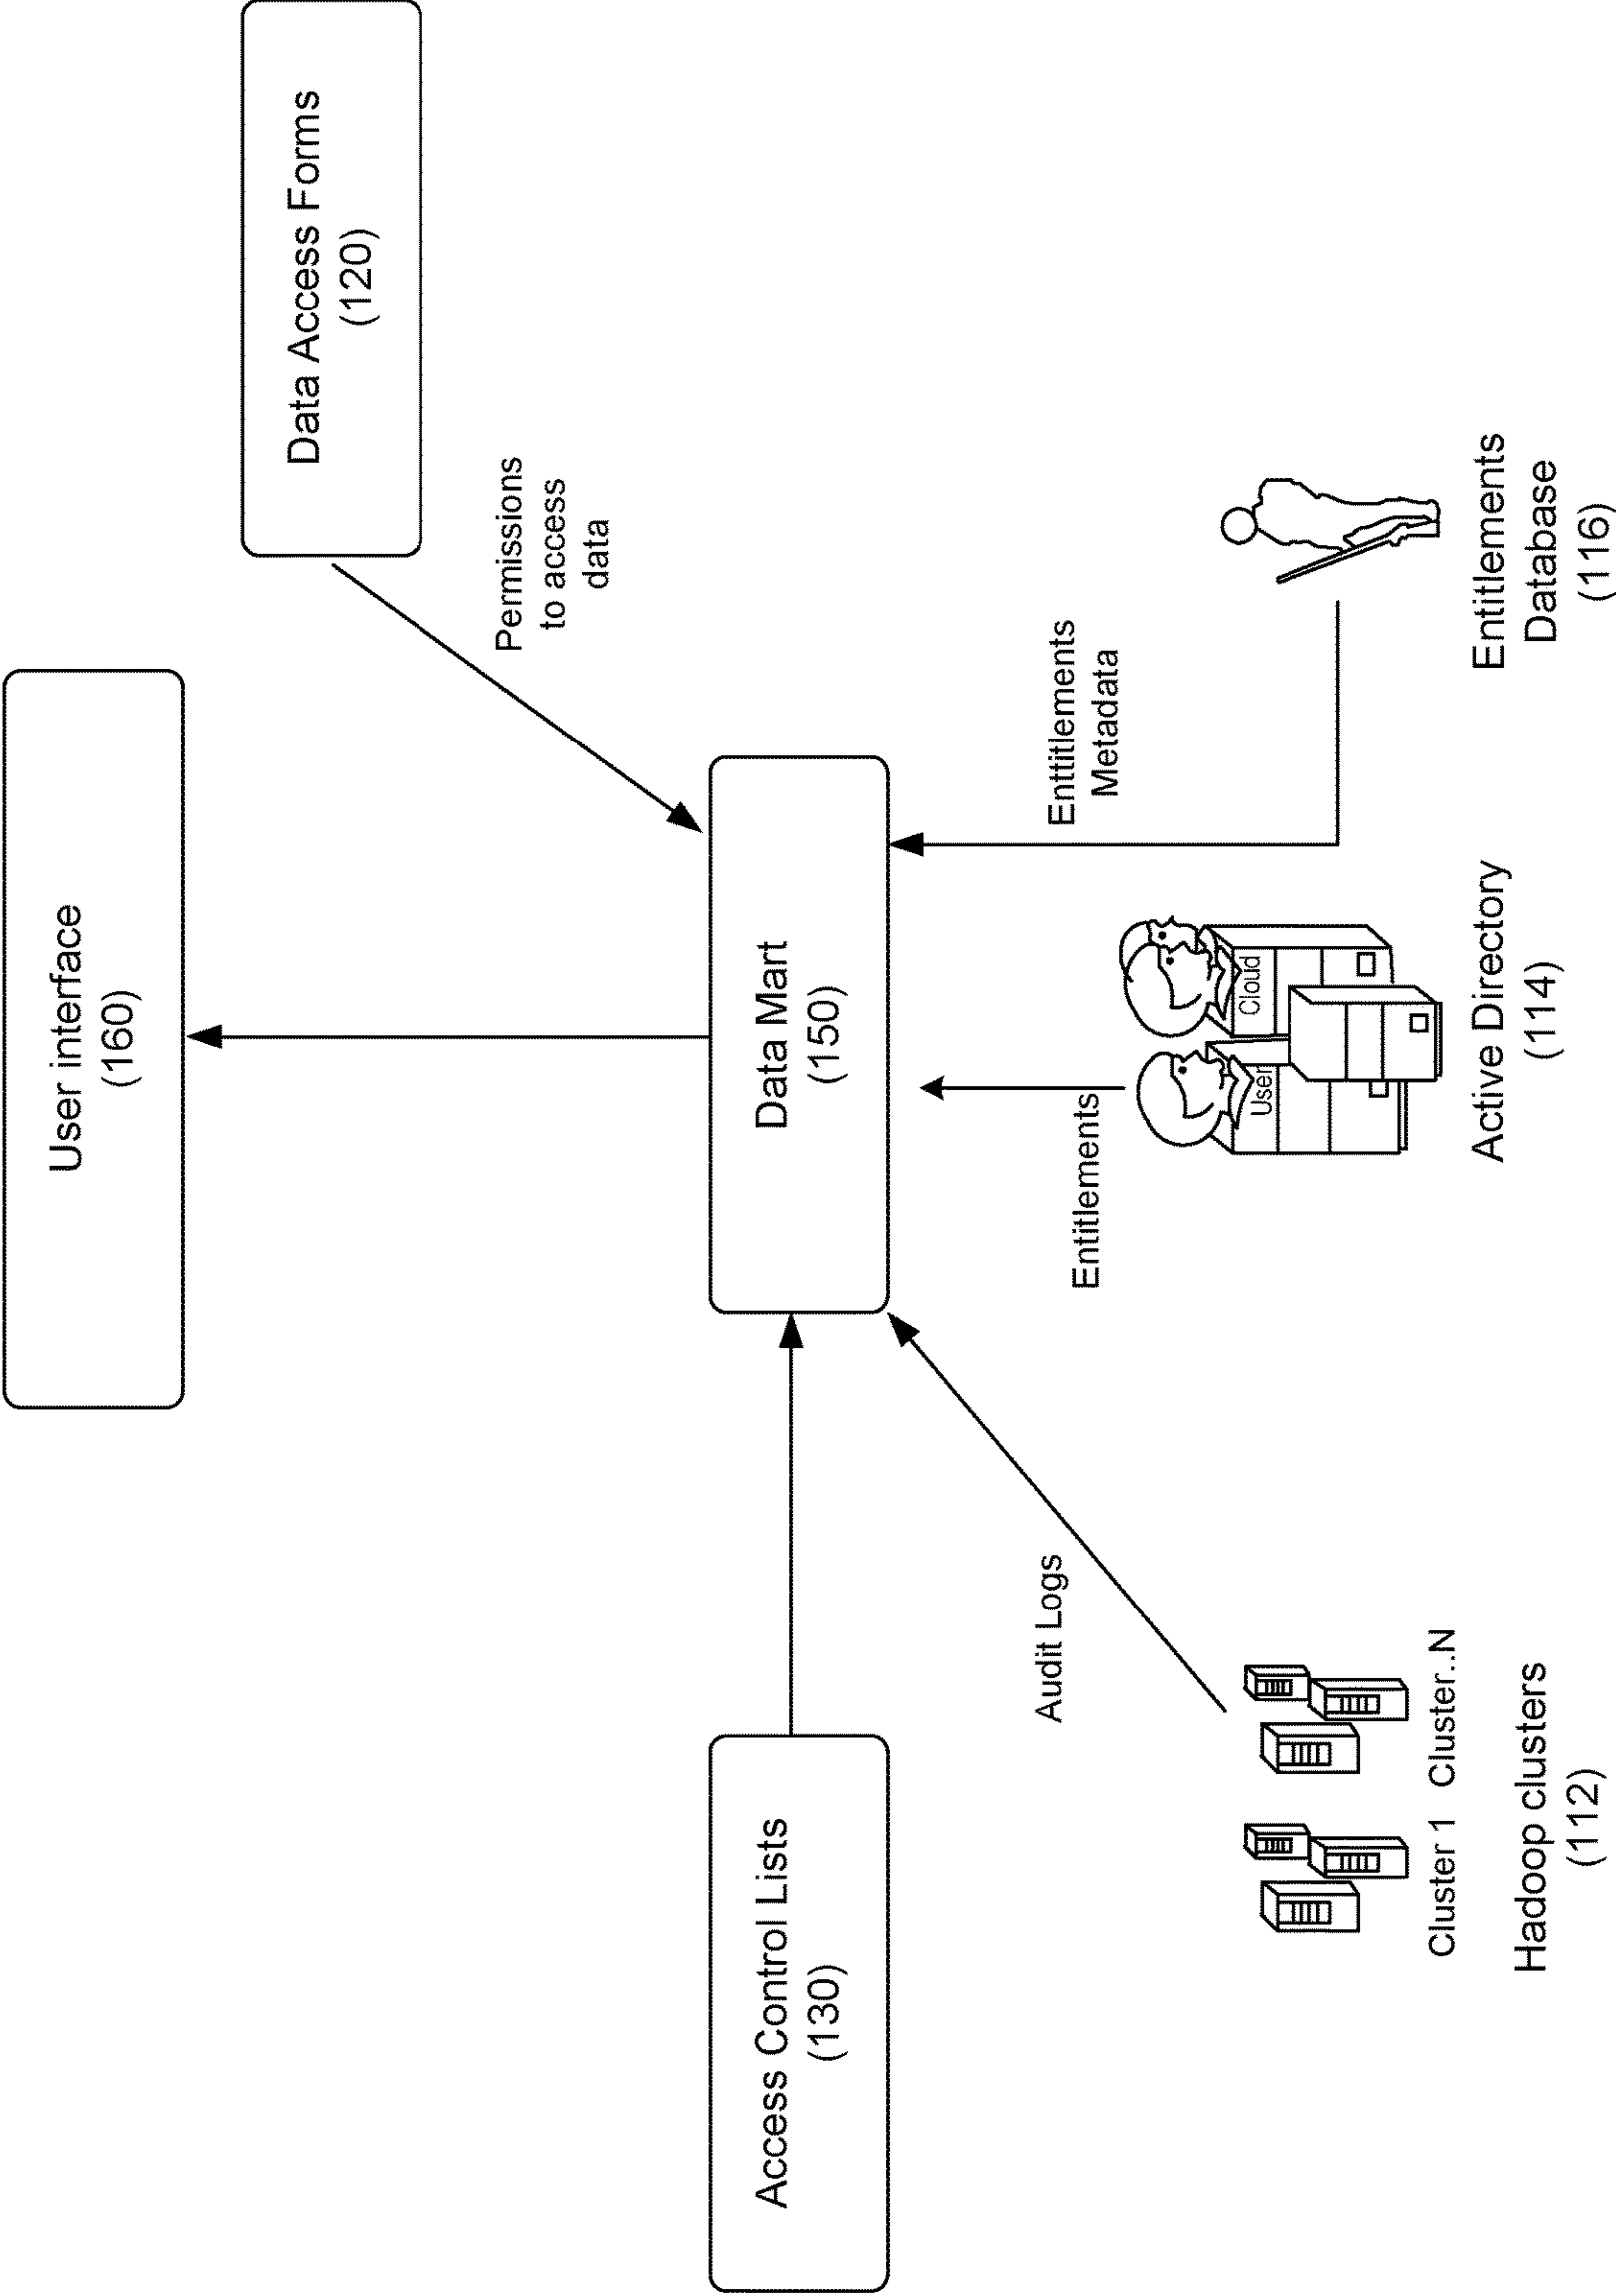 User interface
(160)
Data Access Forms
(120)
Permissions
to access
data
Access Control Lists
(130)
Data Mart
(150)
Audit Logs
Entitlements
Enttitlements
Metadata
User
Cloud
Cluster 1
Cluster..N
Hadoop clusters
(112)
Active Directory
(114)
Entitlements
Database
(116)